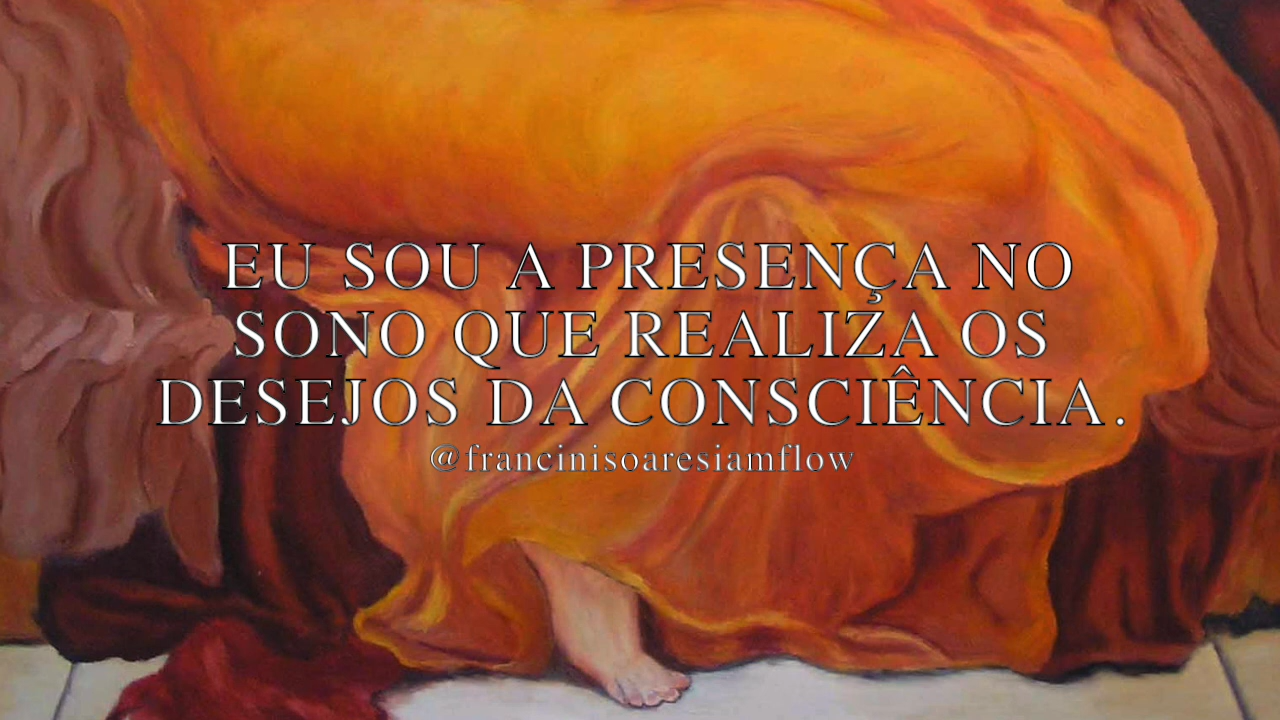 EU SOU A PRESENÇA NO
SONO QUE REALIZA OS
DESEJOS DA CONSCIÊNCIA.
@francinisoaresiamflow